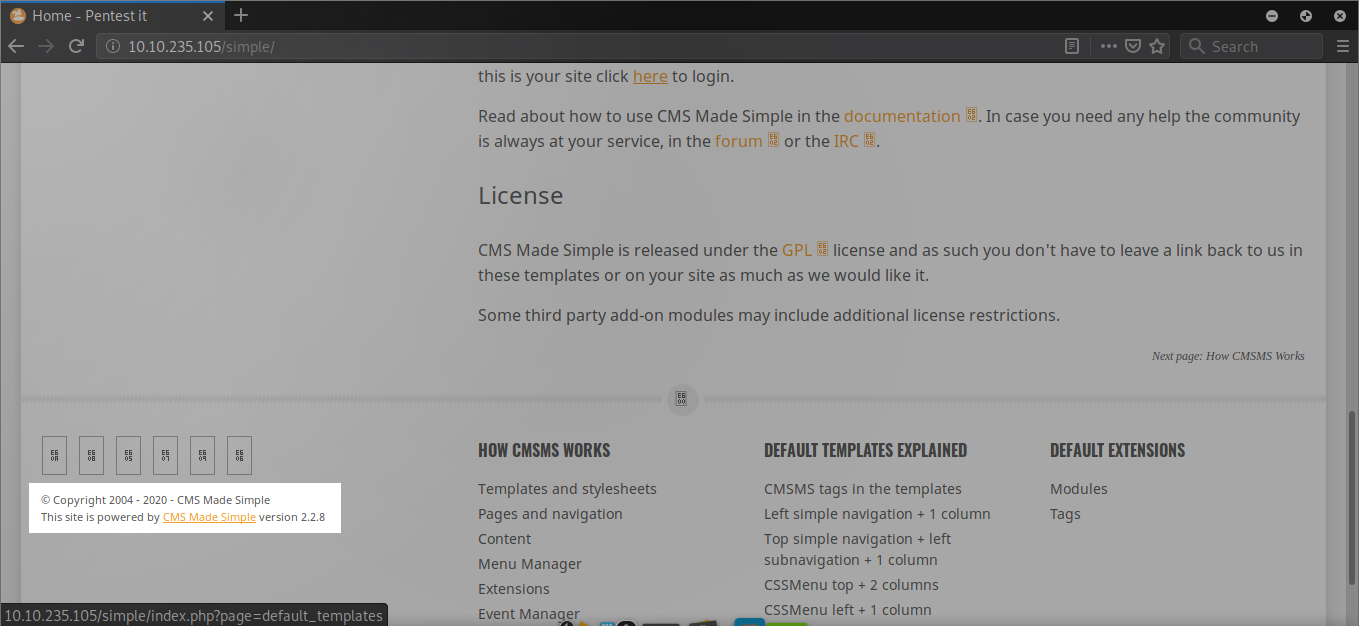 Home - Pentest it
10.10.235.105/simple/
Search
this is your site click here to login.
Read about how to use CMS Made Simple in the documentation. In case you need any help the community
is always at your service, in the forum or the IRC.
License
CMS Made Simple is released under the GPL license and as such you don't have to leave a link back to us in
these templates or on your site as much as we would like it.
Some third party add-on modules may include additional license restrictions.
Next page: How CMSMS Works
© Copyright 2004 - 2020 - CMS Made Simple
This site is powered by CMS Made Simple version 2.2.8
HOW CMSMS WORKS
Templates and stylesheets
Pages and navigation
Content
Menu Manager
Extensions
Event Manager
DEFAULT TEMPLATES EXPLAINED
CMSMS tags in the templates
Left simple navigation + 1 column
Top simple navigation + left
subnavigation + 1 column
CSSMenu top + 2 columns
CSSMenu left + 1 column
DEFAULT EXTENSIONS
Modules
Tags
10.10.235.105/simple/index.php?page=default_templates